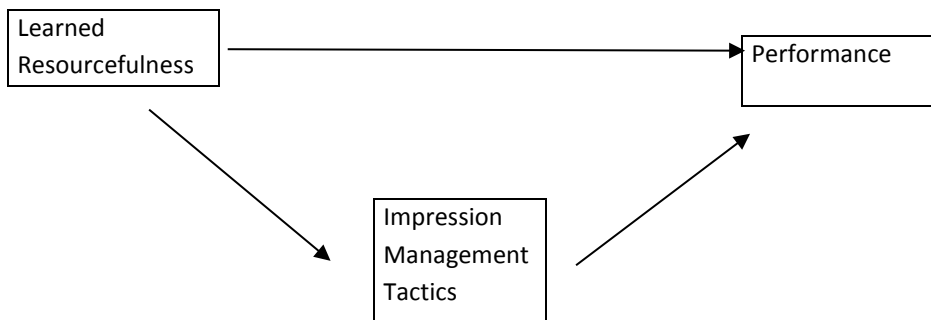 Learned
Resourcefulness
Performance
Impression
Management
Tactics